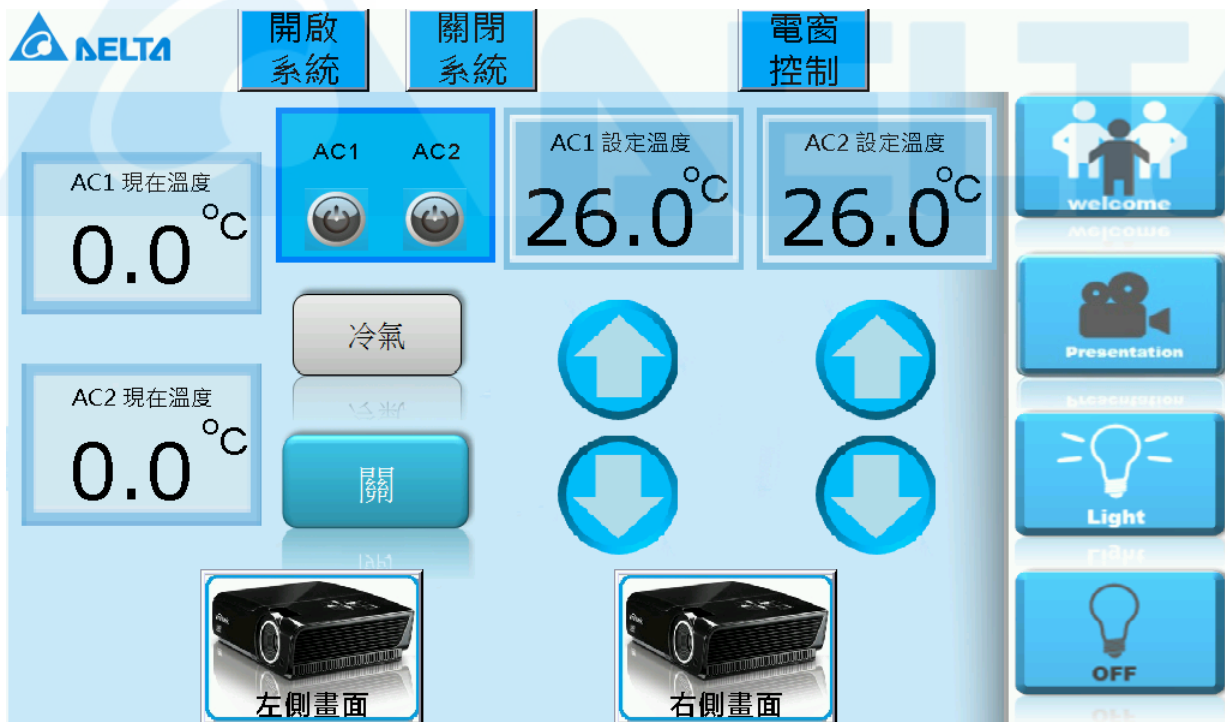 DELTA
開啟
系統
關閉
系統
電窗
控制
AC1 現在溫度
0.0°C
AC2 現在溫度
0.0°C
AC1 AC2
冷氣
關
AC1 設定溫度
26.0°C
AC2 設定溫度
26.0°C
左側畫面
右側畫面
welcome
Presentation
Light
OFF